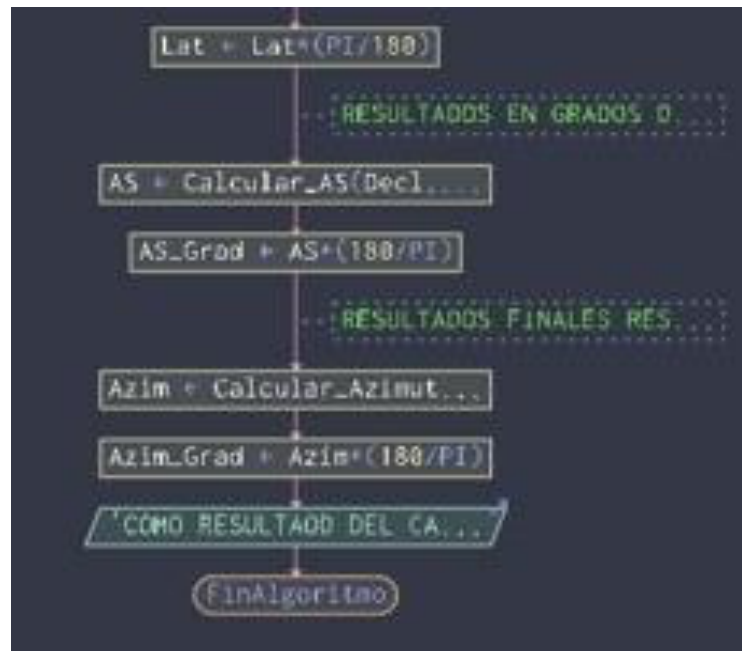 Lat ← Lat*(PI/180)
RESULTADOS EN GRADOS D...
AS ← Calcular_AS(Decl....
AS_Grad ← AS*(180/PI)
RESULTADOS FINALES RES...
Azim ← Calcular_Azimut...
Azim_Grad ← Azim*(180/PI)
'COMO RESULTAOD DEL CA...
FinAlgoritmo